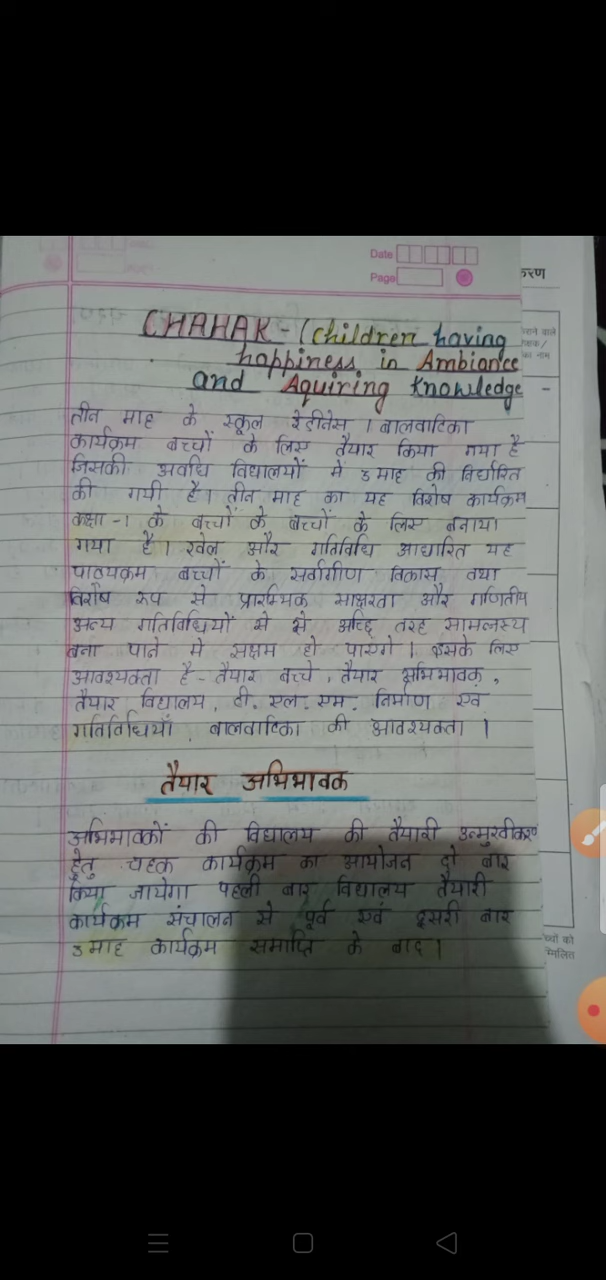 Date
Page
करण
CHAHAK - (children having
happiness in Ambiance
and Aquiring Knowledge
तीन माह के स्कूल रेडीनेस । बालवाटिका
कार्यक्रम बच्चों के लिए तैयार किया गया है
जिसकी अवधि विद्यालयों में 3 माह की निर्धारित
की गयी है। तीन माह का यह विशेष कार्यक्रम
कक्षा -1 के बच्चों के बच्चों के लिए बनाया
गया है। खेल और गतिविधि आधारित यह
पाठ्यक्रम बच्चों के सर्वांगीण विकास तथा
विशेष रूप से प्रारम्भिक साक्षरता और गणितीय
अन्य गतिविधियों से से अच्छि तरह सामंजस्य
बना पाने में सक्षम हो पाएंगे। इसके लिए
आवश्यकता है - तैयार बच्चे, तैयार अभिभावक,
तैयार विद्यालय, टी. एल. एम. निर्माण एवं
गतिविधियाँ, बालवाटिका की आवश्यकता ।
तैयार अभिभावक
अभिभावकों की विद्यालय की तैयारी उन्मुखीकरण
हेतु चहक कार्यक्रम का आयोजन दो बार
किया जायेगा पहली बार विद्यालय तैयारी
कार्यक्रम संचालन से पूर्व एवं दूसरी बार
3 माह कार्यक्रम समाप्ति के बाद।